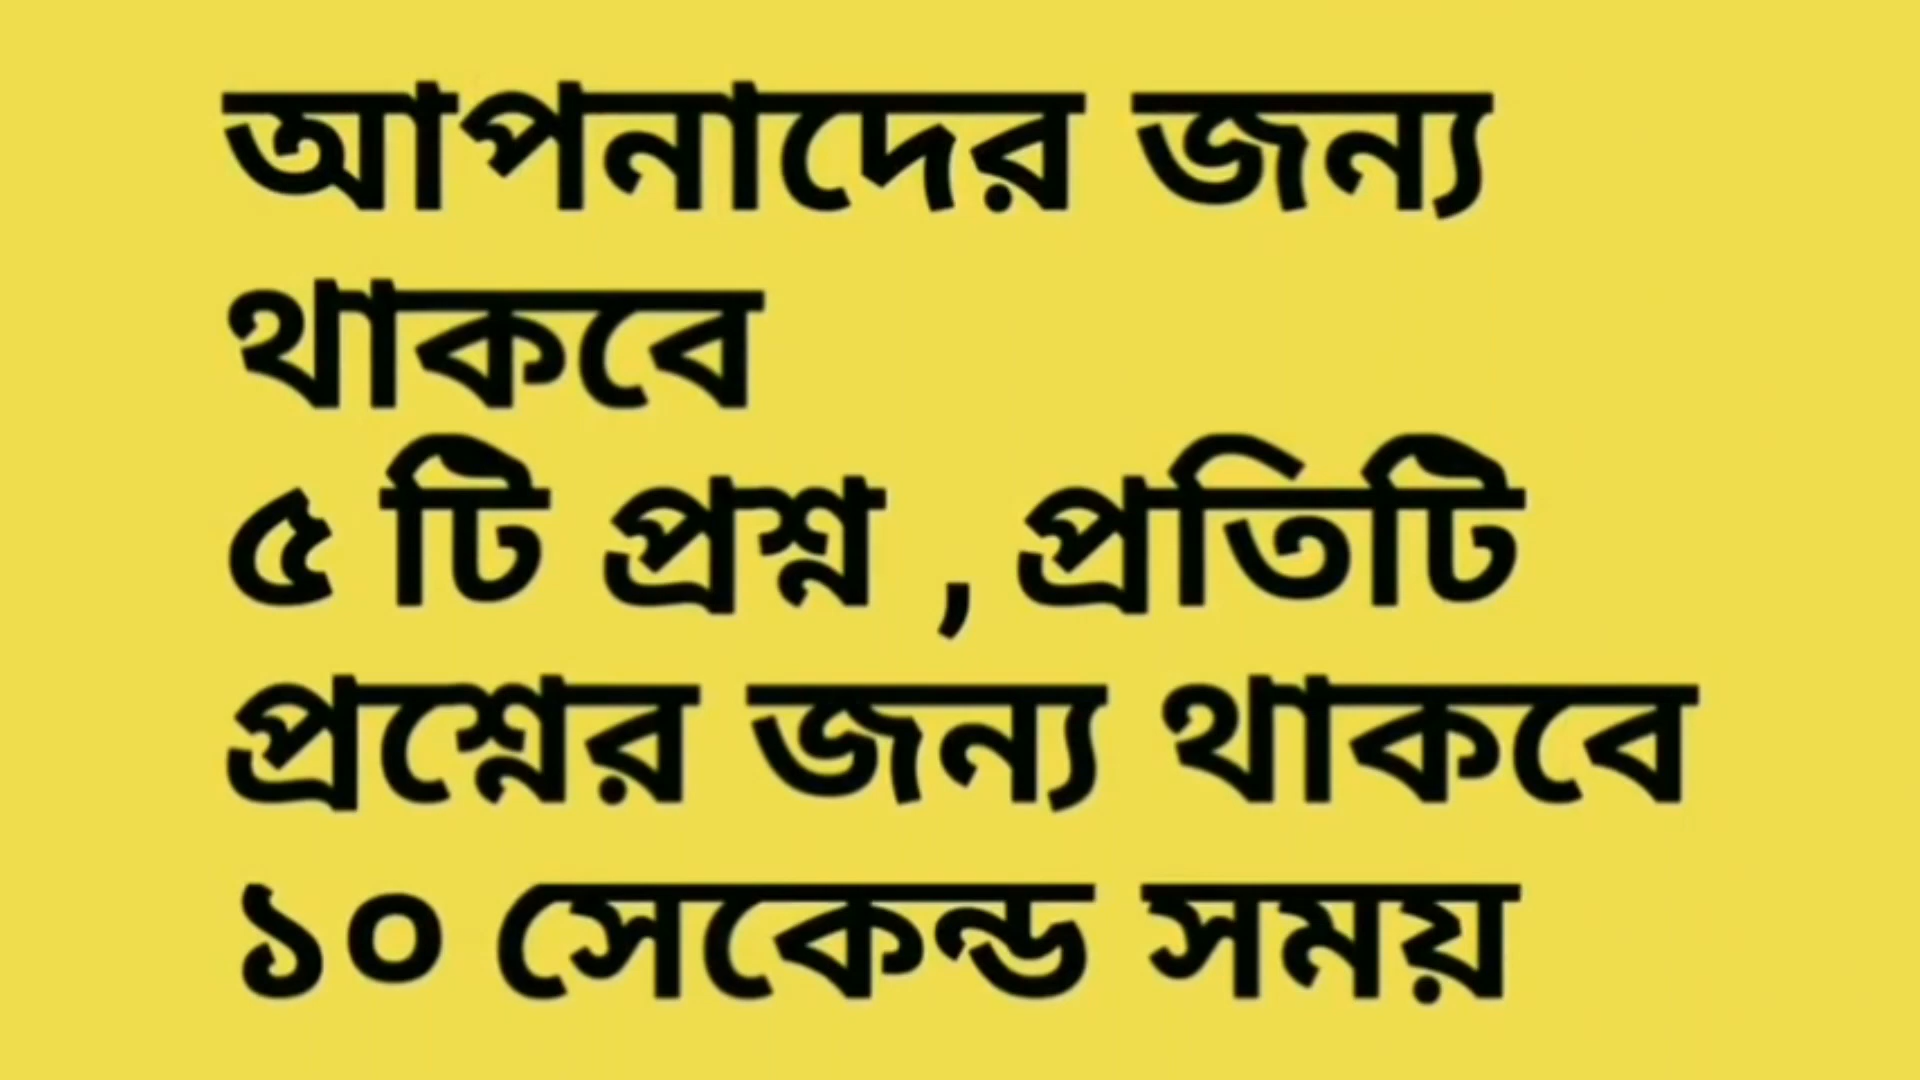 আপনাদের জন্য
থাকবে
৫ টি প্রশ্ন , প্রতিটি
প্রশ্নের জন্য থাকবে
১০ সেকেন্ড সময়